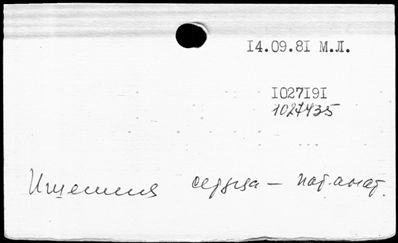 14.09.81 М.Л.
1027191
1027435
Ишемия сердца – пат.анат.